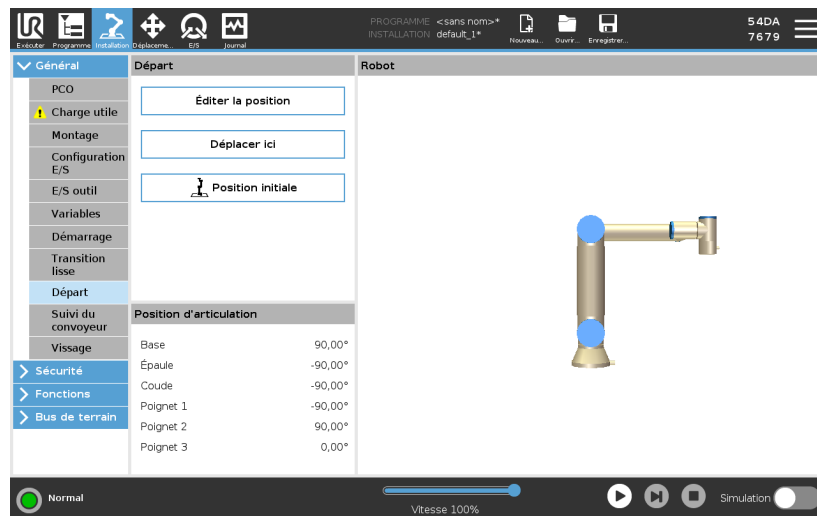 UR
PROGRAMME <sans nom>*
INSTALLATION default_1*
Exécuter Programme Installation Déplaceme... E/S Journal
Nouveau... Ouvrir... Enregistrer...
54DA
7679
Général
PCO
Charge utile
Montage
Configuration
E/S
E/S outil
Variables
Démarrage
Transition
lisse
Départ
Suivi du
convoyeur
Vissage
Sécurité
Fonctions
Bus de terrain
Départ
Éditer la position
Déplacer ici
Position initiale
Position d'articulation
Base 90,00°
Épaule -90,00°
Coude -90,00°
Poignet 1 -90,00°
Poignet 2 90,00°
Poignet 3 0,00°
Robot
Normal
Vitesse 100%
Simulation